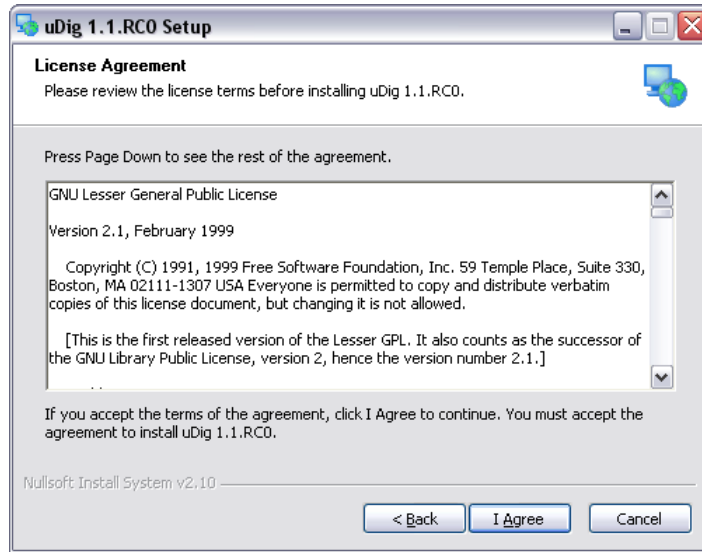 uDig 1.1.RC0 Setup
License Agreement
Please review the license terms before installing uDig 1.1.RC0.
Press Page Down to see the rest of the agreement.
GNU Lesser General Public License
Version 2.1, February 1999
Copyright (C) 1991, 1999 Free Software Foundation, Inc. 59 Temple Place, Suite 330,
Boston, MA 02111-1307 USA Everyone is permitted to copy and distribute verbatim
copies of this license document, but changing it is not allowed.
[This is the first released version of the Lesser GPL. It also counts as the successor of
the GNU Library Public License, version 2, hence the version number 2.1.]
If you accept the terms of the agreement, click I Agree to continue. You must accept the
agreement to install uDig 1.1.RC0.
Nullsoft Install System v2.10
< Back
I Agree
Cancel